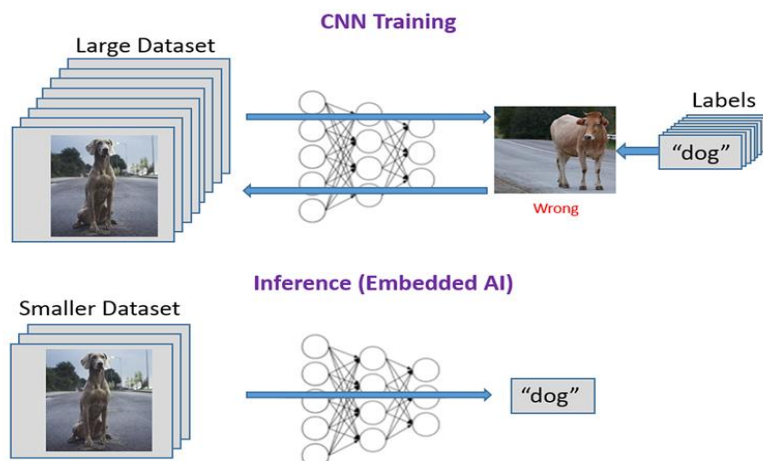 CNN Training
Large Dataset
Labels
“dog”
Wrong
Inference (Embedded AI)
Smaller Dataset
“dog”